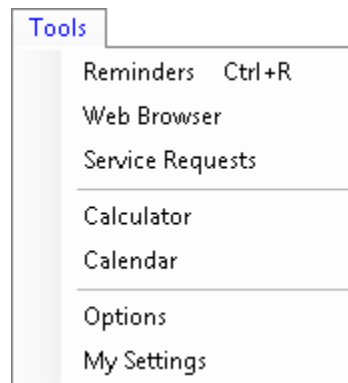 Tools
Reminders Ctrl+R
Web Browser
Service Requests
Calculator
Calendar
Options
My Settings